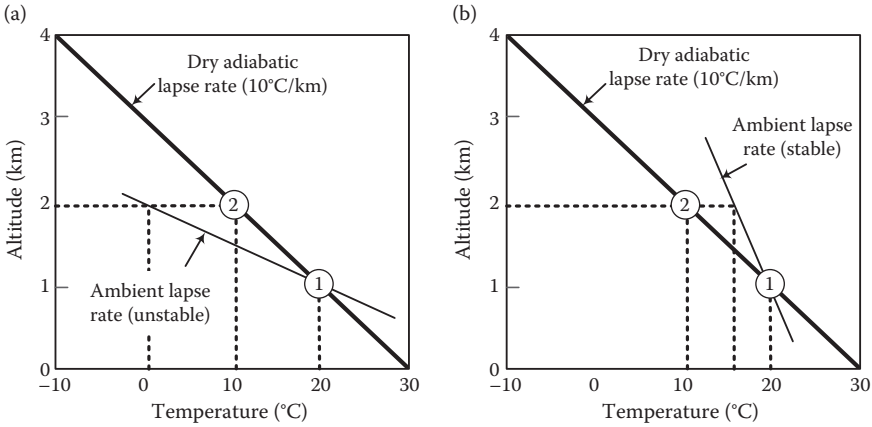 (a)
4
3
2
1
0
Altitude (km)
Dry adiabatic
lapse rate (10°C/km)
2
1
Ambient lapse
rate (unstable)
−10
0
10
20
30
Temperature (°C)
(b)
4
3
2
1
0
Altitude (km)
Dry adiabatic
lapse rate (10°C/km)
Ambient lapse
rate (stable)
2
1
−10
0
10
20
30
Temperature (°C)